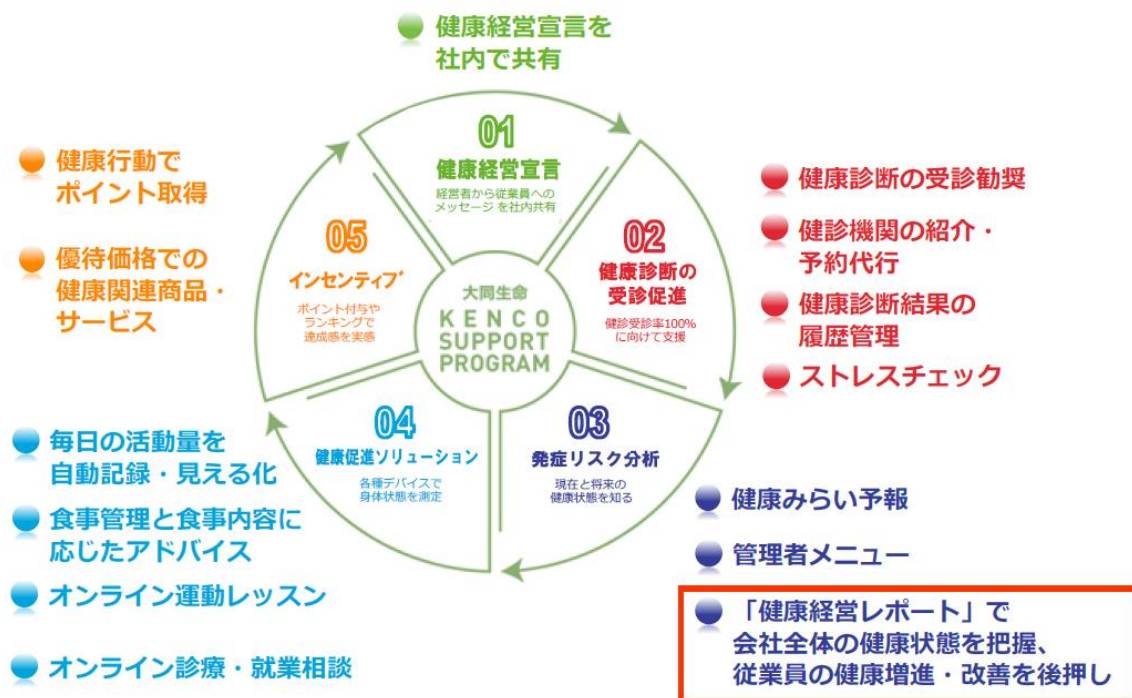 健康経営宣言を
社内で共有
01
健康経営宣言
経営者から従業員への
メッセージを社内共有
健康診断の受診勧奨
健診機関の紹介・
予約代行
健康診断結果の
履歴管理
ストレスチェック
02
健康診断の
受診促進
健診受診率100%
に向けて支援
03
発症リスク分析
現在と将来の
健康状態を知る
健康みらい予報
管理者メニュー
「健康経営レポート」で
会社全体の健康状態を把握、
従業員の健康増進・改善を後押し
04
健康促進ソリューション
各種デバイスで
身体状態を測定
毎日の活動量を
自動記録・見える化
食事管理と食事内容に
応じたアドバイス
オンライン運動レッスン
オンライン診療・就業相談
05
インセンティブ
ポイント付与や
ランキングで
達成感を実感
健康行動で
ポイント取得
優待価格での
健康関連商品・
サービス
大同生命
KENCO
SUPPORT
PROGRAM